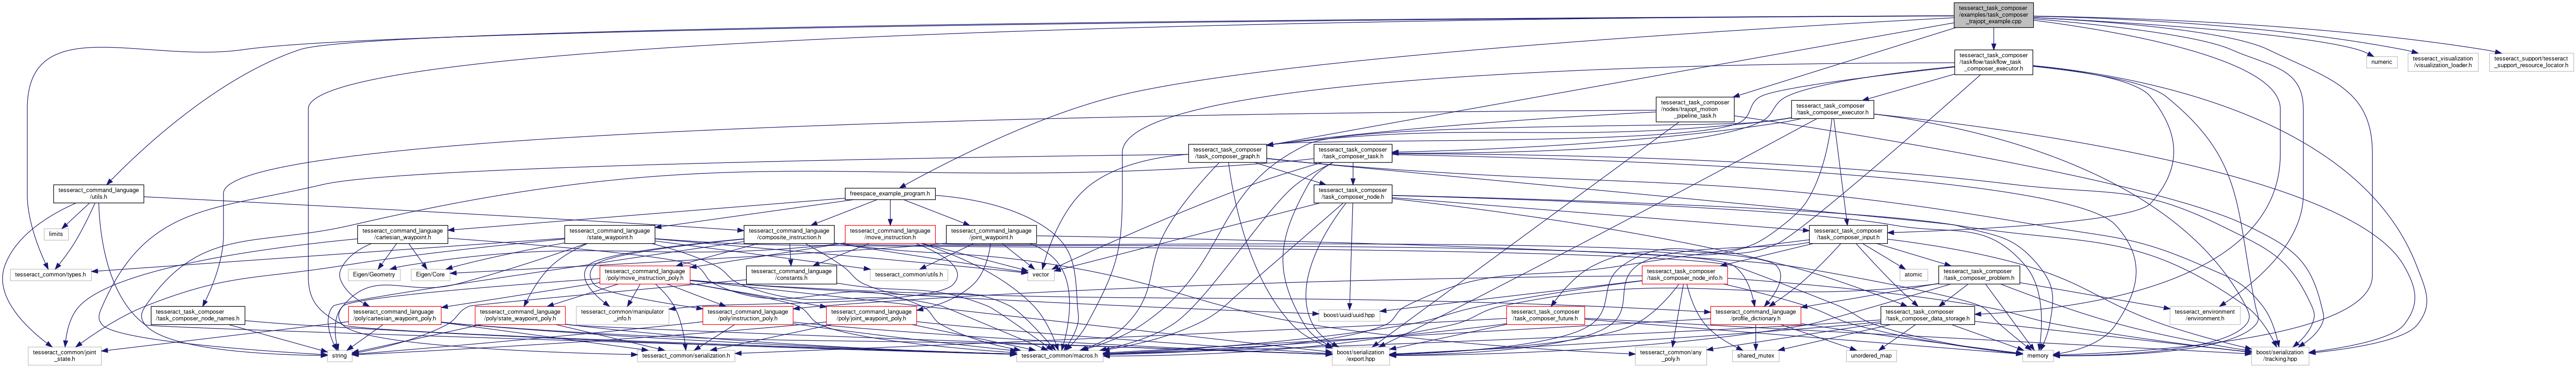 tesseract_task_composer
/examples/task_composer
_trajopt_example.cpp
numeric
tesseract_visualization
/visualization_loader.h
tesseract_support/tesseract
_support_resource_locator.h
tesseract_task_composer
/taskflow/taskflow_task
_composer_executor.h
tesseract_task_composer
/nodes/trajopt_motion
_pipeline_task.h
tesseract_task_composer
/task_composer_executor.h
tesseract_task_composer
/task_composer_graph.h
tesseract_task_composer
/task_composer_task.h
tesseract_command_language
/utils.h
freespace_example_program.h
tesseract_task_composer
/task_composer_node.h
limits
tesseract_command_language
/cartesian_waypoint.h
tesseract_command_language
/state_waypoint.h
tesseract_command_language
/composite_instruction.h
tesseract_command_language
/move_instruction.h
tesseract_command_language
/joint_waypoint.h
tesseract_task_composer
/task_composer_input.h
tesseract_common/types.h
Eigen/Geometry
Eigen/Core
tesseract_command_language
/poly/move_instruction_poly.h
tesseract_command_language
/constants.h
tesseract_common/utils.h
vector
tesseract_task_composer
/task_composer_node_info.h
atomic
tesseract_task_composer
/task_composer_problem.h
tesseract_task_composer
/task_composer_node_names.h
tesseract_command_language
/poly/cartesian_waypoint_poly.h
tesseract_command_language
/poly/state_waypoint_poly.h
tesseract_common/manipulator
_info.h
tesseract_command_language
/poly/instruction_poly.h
tesseract_command_language
/poly/joint_waypoint_poly.h
boost/uuid/uuid.hpp
tesseract_task_composer
/task_composer_future.h
tesseract_command_language
/profile_dictionary.h
tesseract_task_composer
/task_composer_data_storage.h
tesseract_environment
/environment.h
tesseract_common/joint
_state.h
string
tesseract_common/serialization.h
tesseract_common/macros.h
boost/serialization
/export.hpp
tesseract_common/any
_poly.h
shared_mutex
unordered_map
memory
boost/serialization
/tracking.hpp